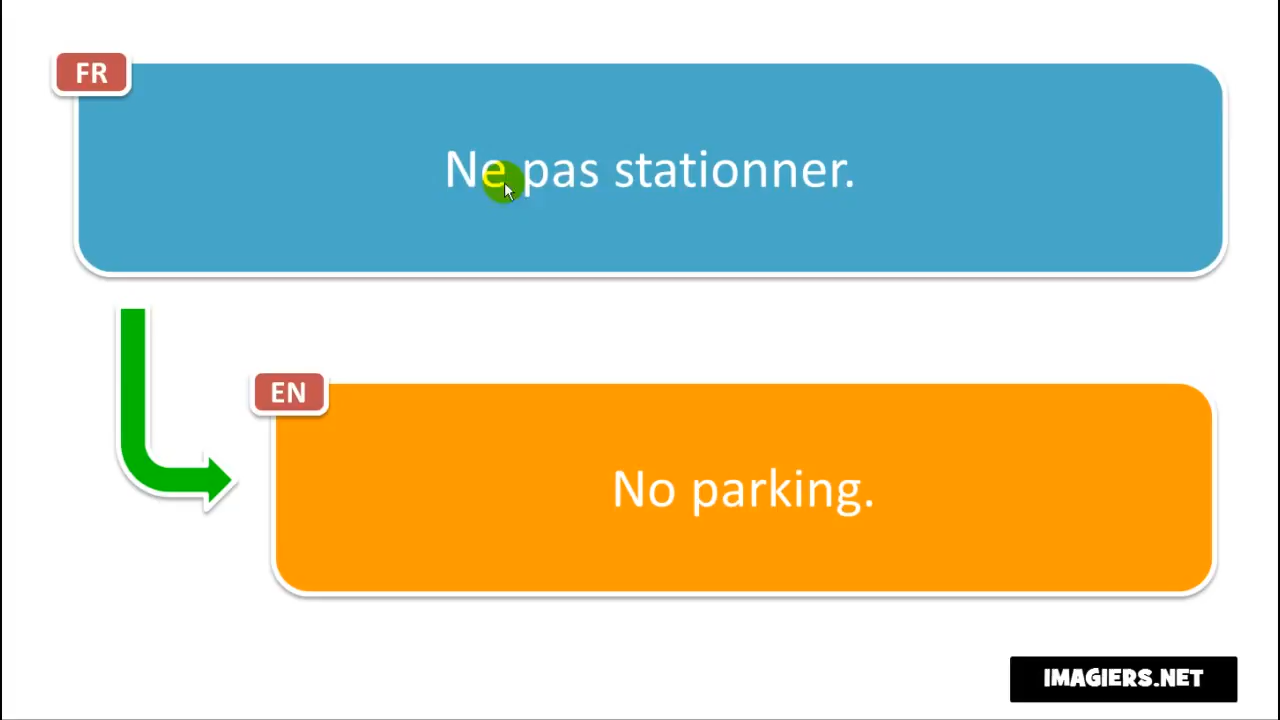 FR
Ne pas stationner.
EN
No parking.
IMAGIERS.NET